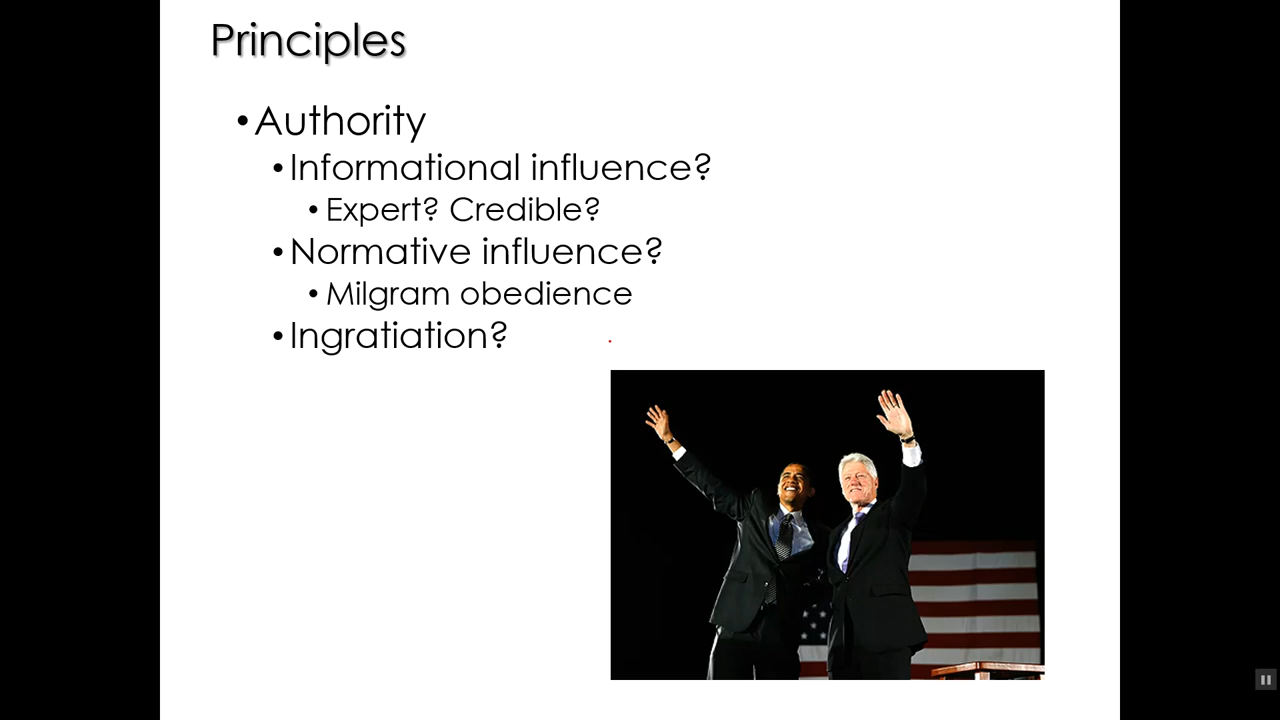 Principles
• Authority
• Informational influence?
• Expert? Credible?
• Normative influence?
• Milgram obedience
• Ingratiation?